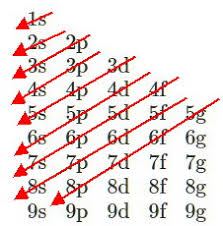 1s
2s 2p
3s 3p 3d
4s 4p 4d 4f
5s 5p 5d 5f 5g
6s 6p 6d 6f 6g
7s 7p 7d 7f 7g
8s 8p 8d 8f 8g
9s 9p 9d 9f 9g